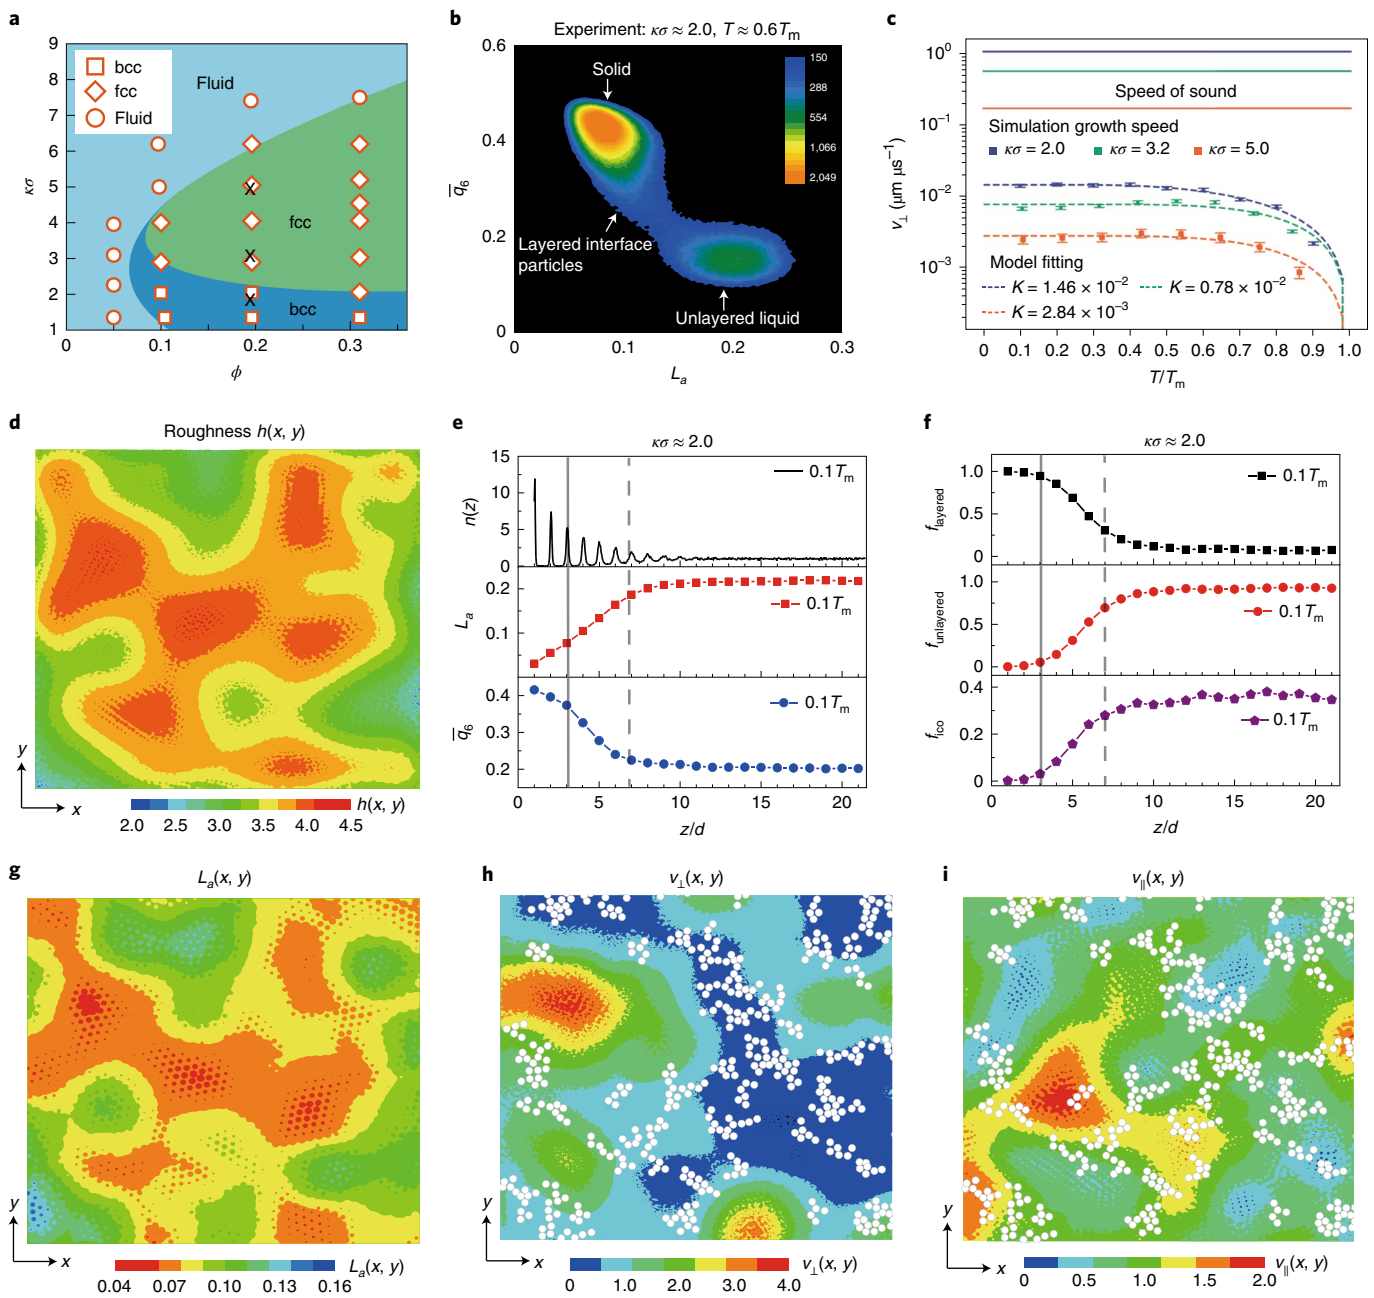 a
9
8
7
6
5
4
3
2
1
κσ
bcc
fcc
Fluid
Fluid
fcc
bcc
x
x
x
0
0.1
0.2
0.3
ϕ
b
Experiment: κσ ≈ 2.0, T ≈ 0.6Tm
0.6
0.4
0.2
0
q6
Solid
Layered interface
particles
Unlayered liquid
150
288
554
1,066
2,049
0
0.1
0.2
0.3
La
c
10^0
10^−1
10^−2
10^−3
v⊥ (μm μs−1)
Speed of sound
Simulation growth speed
κσ = 2.0 κσ = 3.2 κσ = 5.0
Model fitting
K = 1.46 × 10−2 K = 0.78 × 10−2
K = 2.84 × 10−3
0 0.1 0.2 0.3 0.4 0.5 0.6 0.7 0.8 0.9 1.0
T/Tm
d
Roughness h(x, y)
y
x
h(x, y)
2.0 2.5 3.0 3.5 4.0 4.5
e
κσ ≈ 2.0
15
10
5
0
n(z)
0.1Tm
0.2
0.1
La
0.1Tm
0.4
0.3
0.2
q6
0.1Tm
0 5 10 15 20
z/d
f
κσ ≈ 2.0
1.0
0.5
0
flayered
0.1Tm
1.0
0.5
0
funlayered
0.1Tm
0.4
0.2
0
fico
0.1Tm
0 5 10 15 20
z/d
g
La(x, y)
y
x
La(x, y)
0.04 0.07 0.10 0.13 0.16
h
v⊥(x, y)
y
x
v⊥(x, y)
0 1.0 2.0 3.0 4.0
i
v∥(x, y)
y
x
v∥(x, y)
0 0.5 1.0 1.5 2.0